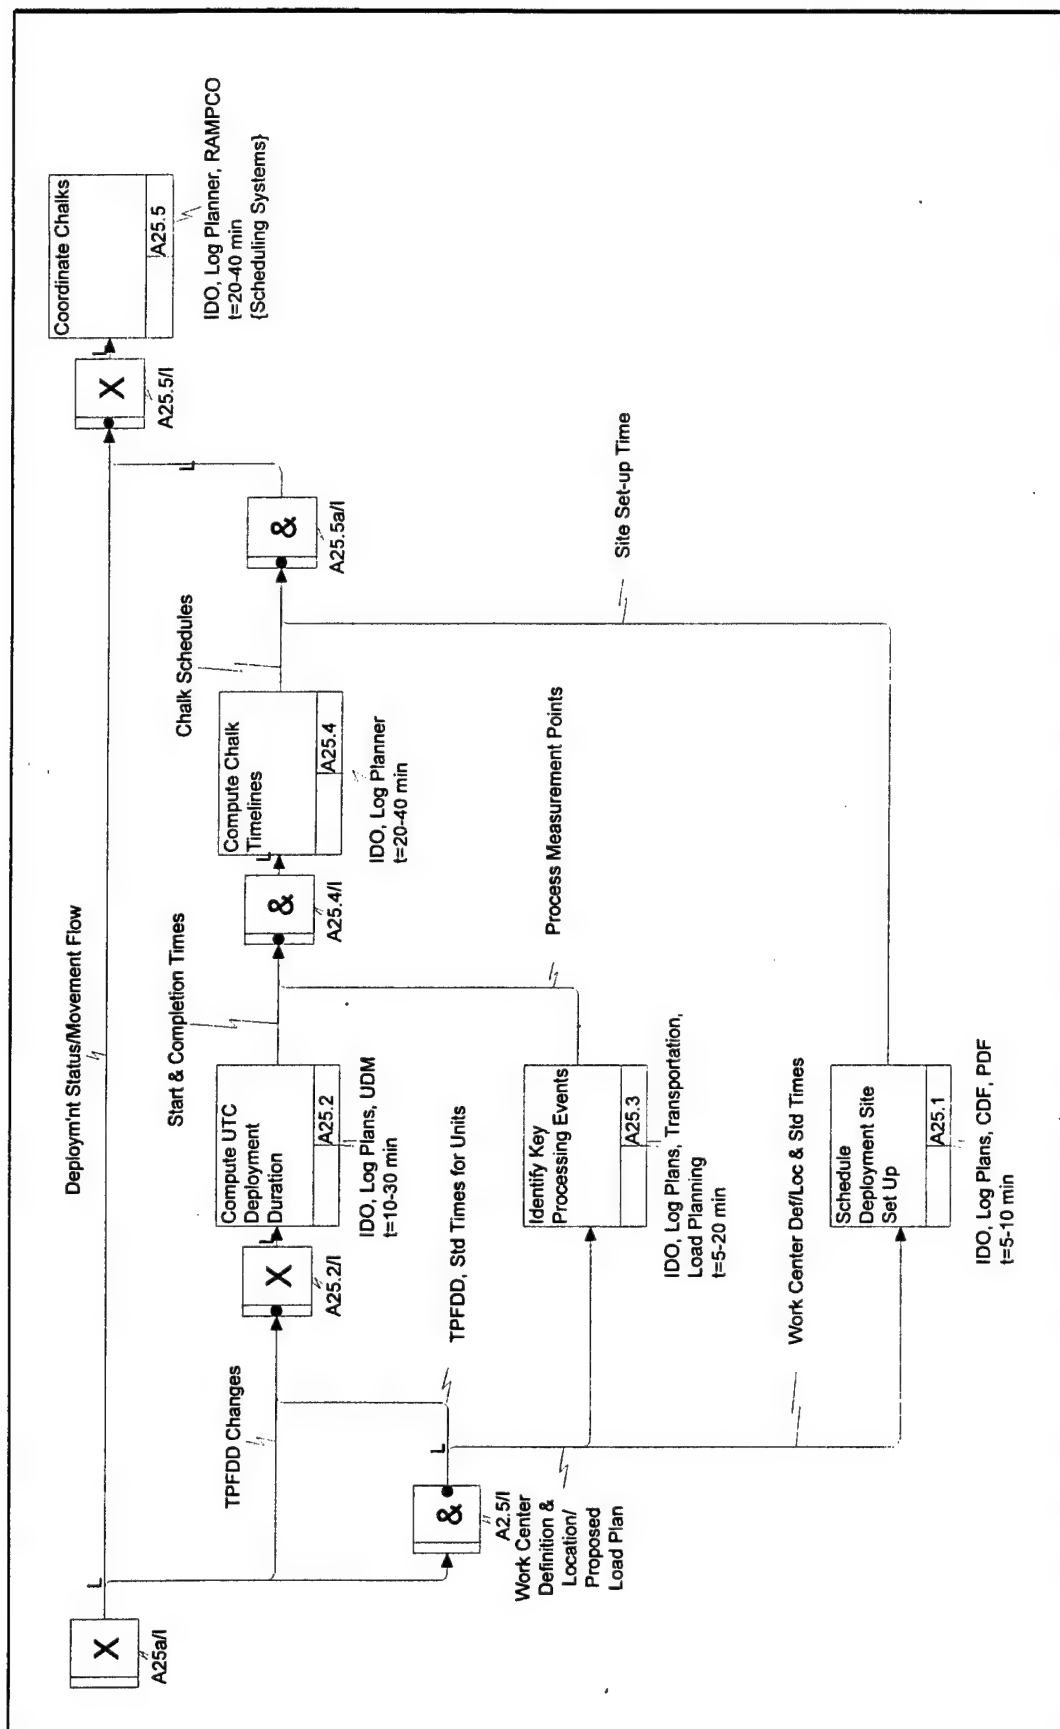 X
A25a/I
Deploym'nt Status/Movement Flow
L
TPFDD Changes
&
A2.5/I
Work Center
Definition &
Location/
Proposed
Load Plan
L
TPFDD, Std Times for Units
Work Center Def/Loc & Std Times
X
A25.2/I
L
Compute UTC
Deployment
Duration
A25.2
IDO, Log Plans, UDM
t=10-30 min
Identify Key
Processing Events
A25.3
IDO, Log Plans, Transportation,
Load Planning
t=5-20 min
Schedule
Deployment Site
Set Up
A25.1
IDO, Log Plans, CDF, PDF
t=5-10 min
Start & Completion Times
Process Measurement Points
&
A25.4/I
L
Compute Chalk
Timelines
A25.4
IDO, Log Planner
t=20-40 min
Chalk Schedules
Site Set-up Time
&
A25.5a/I
L
X
A25.5/I
L
Coordinate Chalks
A25.5
IDO, Log Planner, RAMPCO
t=20-40 min
{Scheduling Systems}